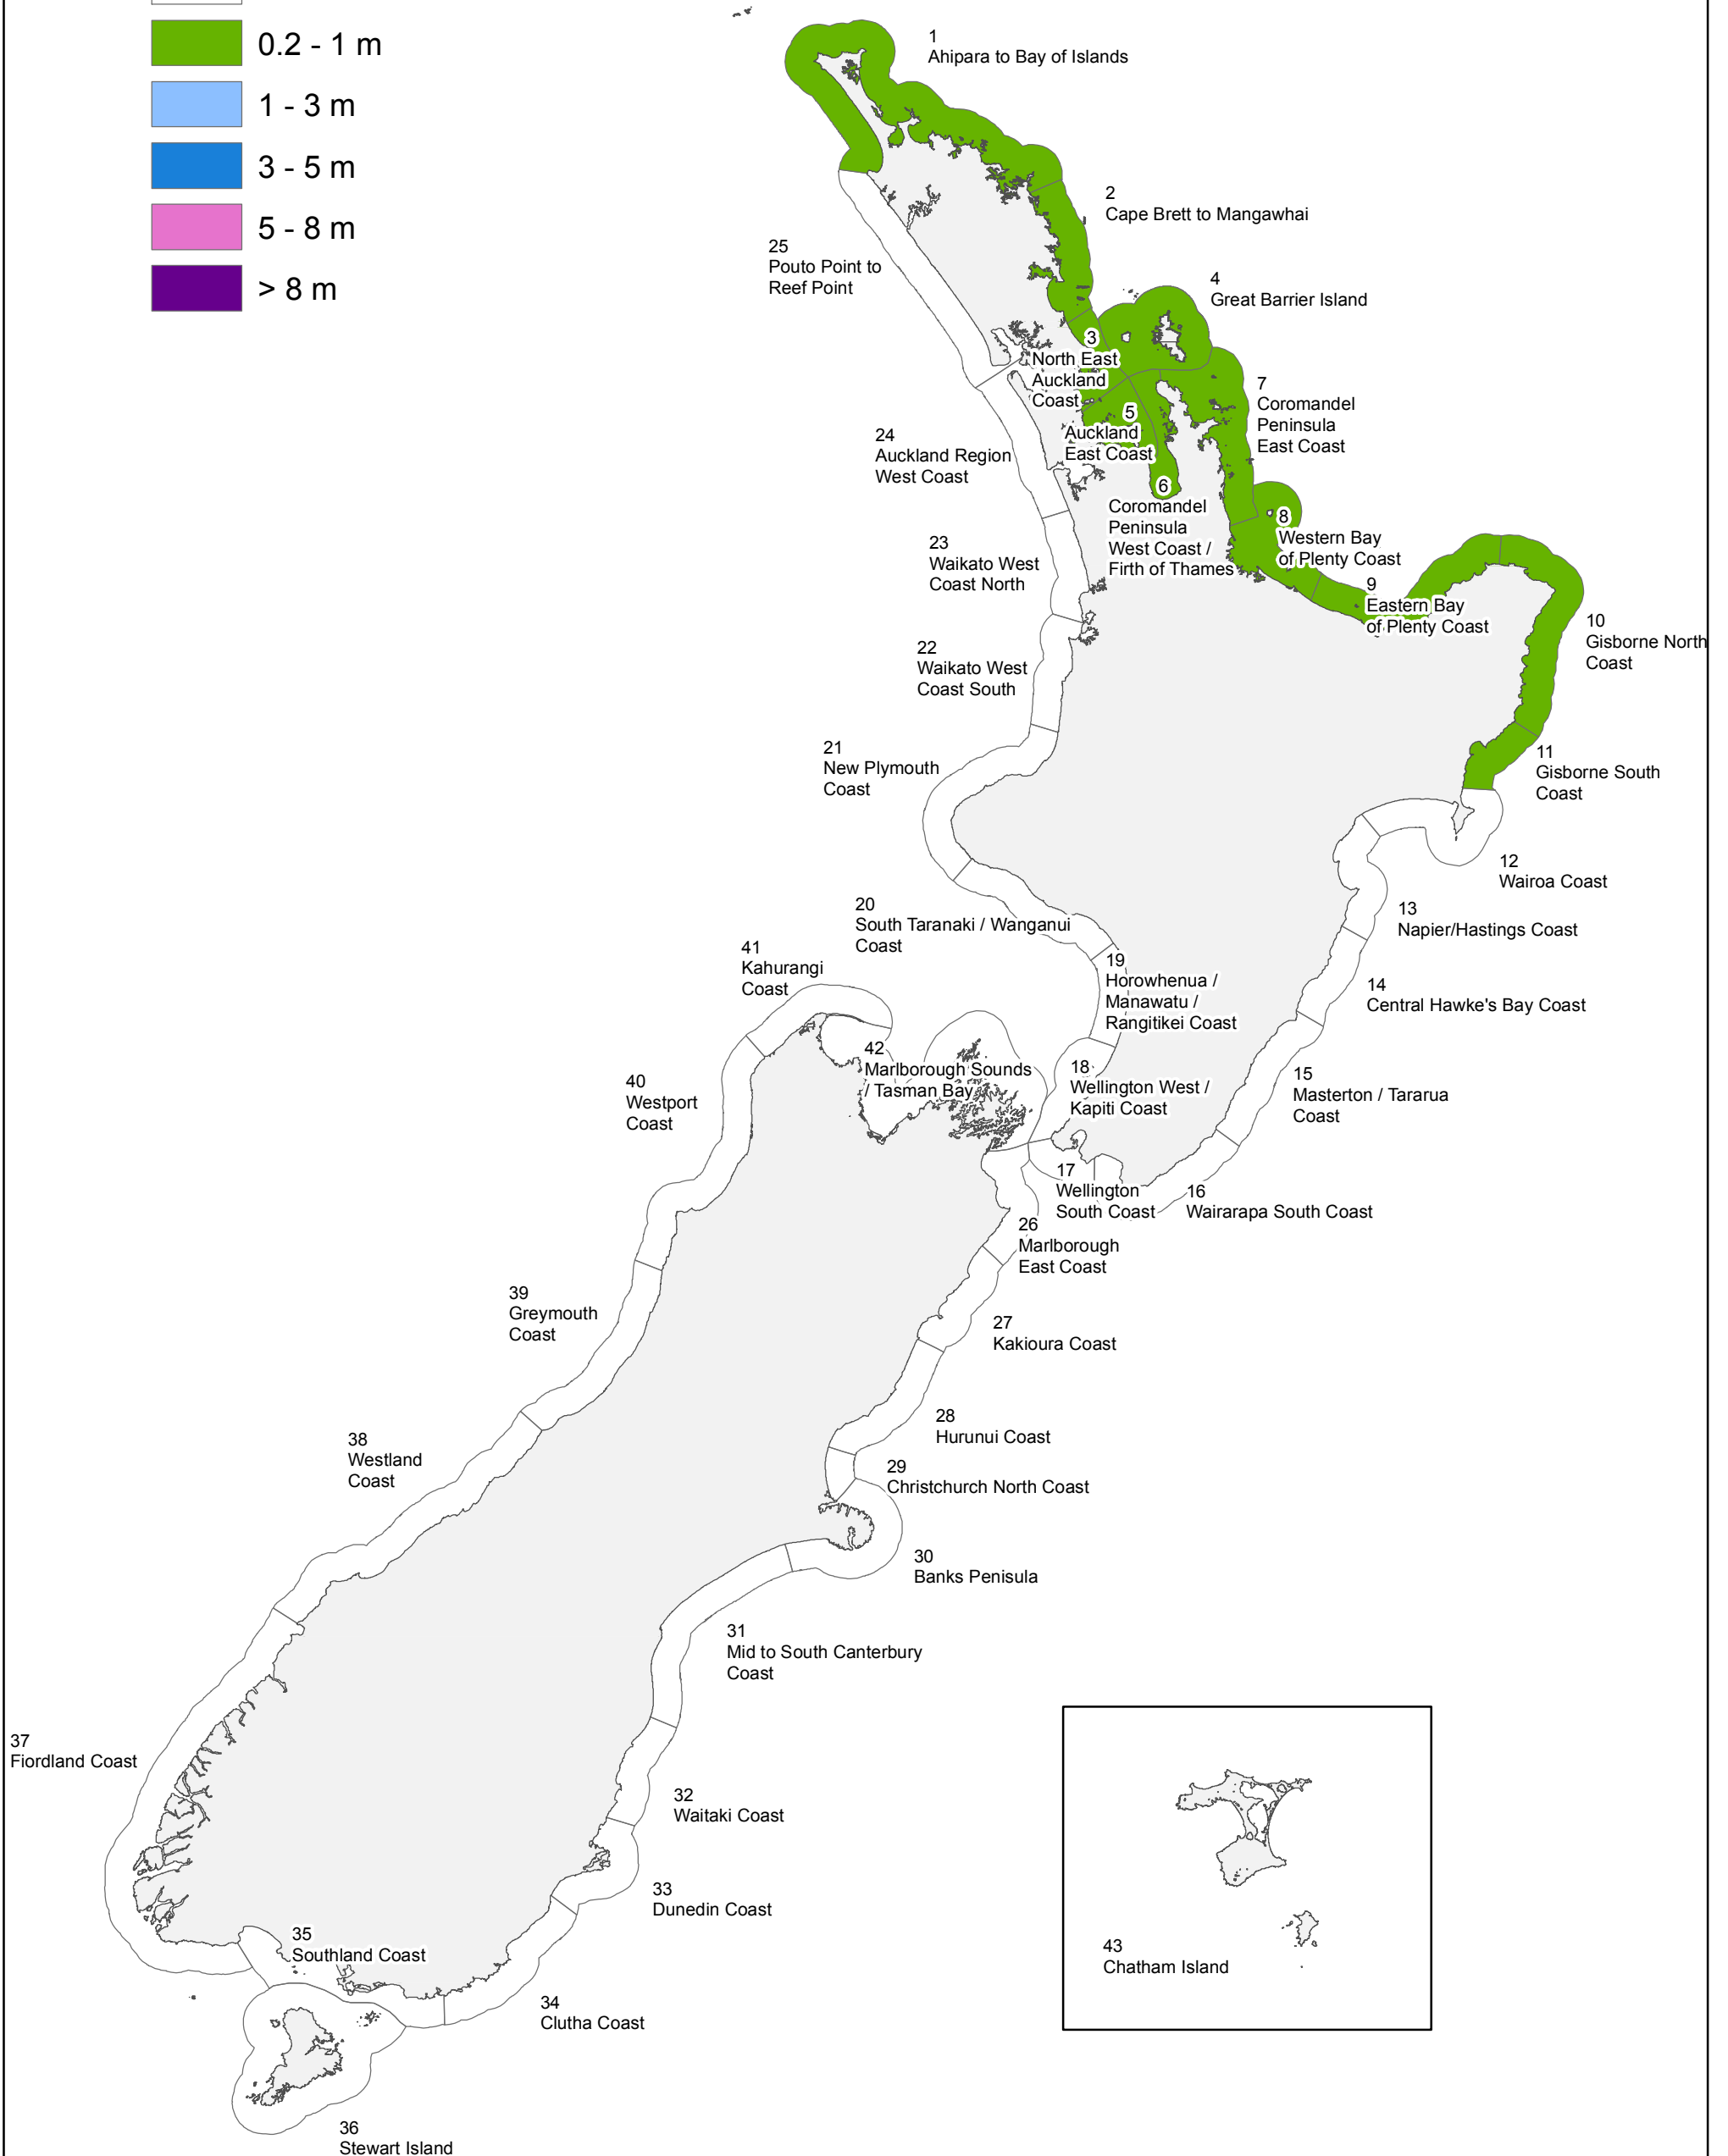 0.2 - 1 m
1 - 3 m
3 - 5 m
5 - 8 m
> 8 m
1
Ahipara to Bay of Islands
2
Cape Brett to Mangawhai
25
Pouto Point to
Reef Point
4
Great Barrier Island
3
North East
Auckland
Coast
7
Coromandel
Peninsula
East Coast
5
Auckland
East Coast
24
Auckland Region
West Coast
6
Coromandel
Peninsula
West Coast /
Firth of Thames
8
Western Bay
of Plenty Coast
23
Waikato West
Coast North
9
Eastern Bay
of Plenty Coast
10
Gisborne North
Coast
22
Waikato West
Coast South
21
New Plymouth
Coast
11
Gisborne South
Coast
12
Wairoa Coast
20
South Taranaki / Wanganui
Coast
13
Napier/Hastings Coast
41
Kahurangi
Coast
19
Horowhenua /
Manawatu /
Rangitikei Coast
14
Central Hawke's Bay Coast
42
Marlborough Sounds
/ Tasman Bay
18
Wellington West /
Kapiti Coast
40
Westport
Coast
15
Masterton / Tararua
Coast
17
Wellington
South Coast
16
Wairarapa South Coast
26
Marlborough
East Coast
39
Greymouth
Coast
27
Kakioura Coast
28
Hurunui Coast
38
Westland
Coast
29
Christchurch North Coast
30
Banks Penisula
31
Mid to South Canterbury
Coast
37
Fiordland Coast
32
Waitaki Coast
33
Dunedin Coast
35
Southland Coast
43
Chatham Island
34
Clutha Coast
36
Stewart Island